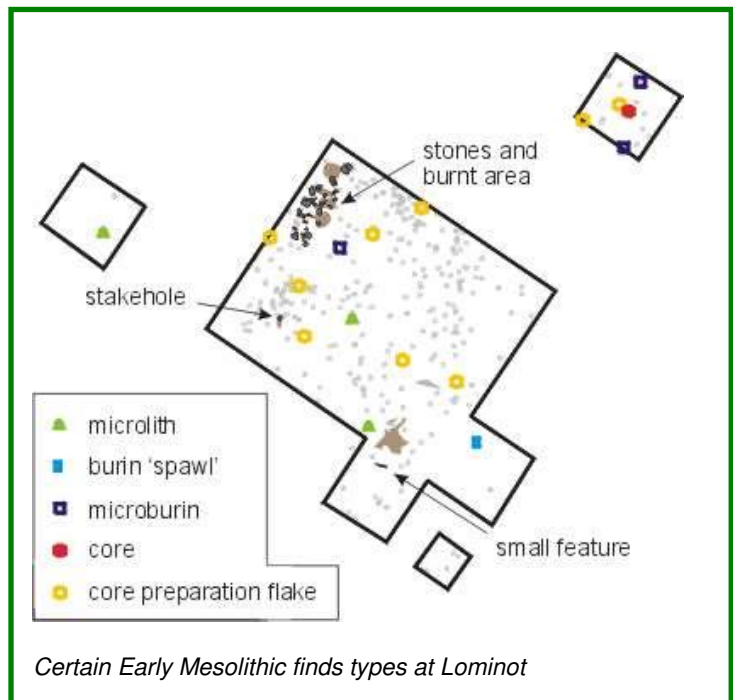 stones and
burnt area
stakehole
microlith
burin ‘spawl’
microburin
core
core preparation flake
small feature
Certain Early Mesolithic finds types at Lominot